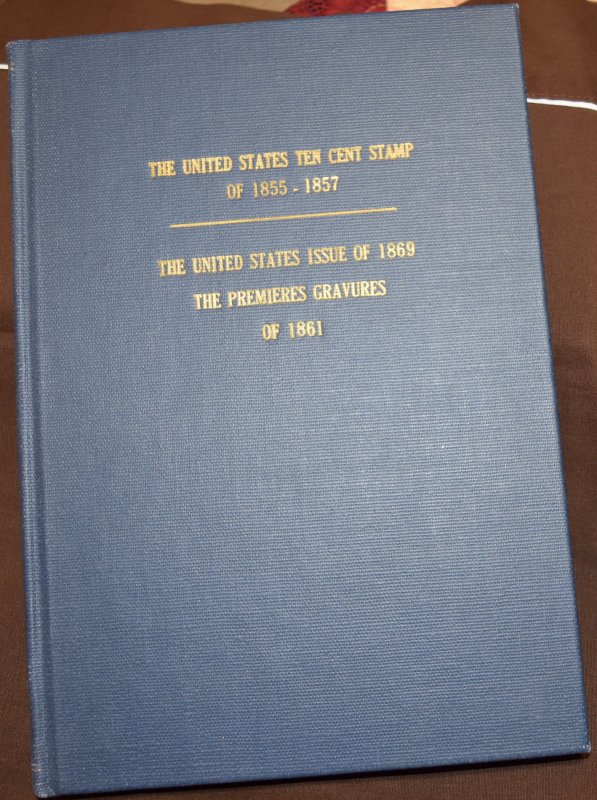 THE UNITED STATES TEN CENT STAMP
OF 1855 - 1857
THE UNITED STATES ISSUE OF 1869
THE PREMIERES GRAVURES
OF 1861